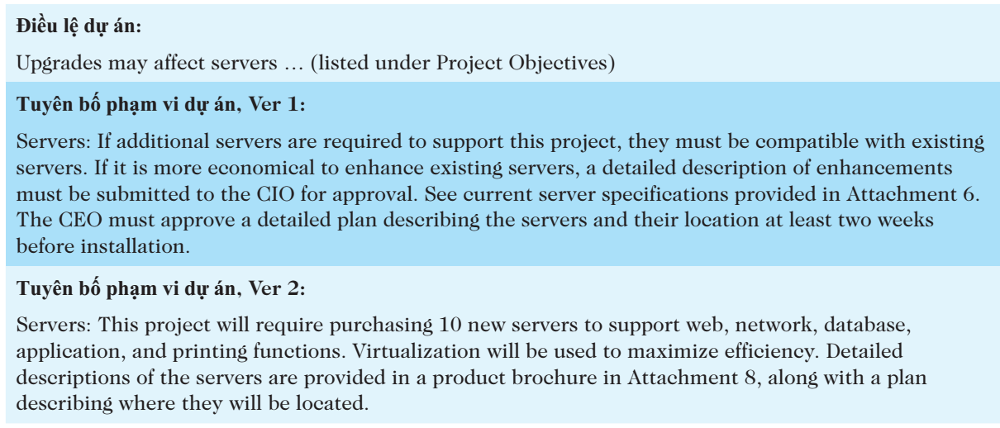 Điều lệ dự án:
Upgrades may affect servers … (listed under Project Objectives)
Tuyên bố phạm vi dự án, Ver 1:
Servers: If additional servers are required to support this project, they must be compatible with existing
servers. If it is more economical to enhance existing servers, a detailed description of enhancements
must be submitted to the CIO for approval. See current server specifications provided in Attachment 6.
The CEO must approve a detailed plan describing the servers and their location at least two weeks
before installation.
Tuyên bố phạm vi dự án, Ver 2:
Servers: This project will require purchasing 10 new servers to support web, network, database,
application, and printing functions. Virtualization will be used to maximize efficiency. Detailed
descriptions of the servers are provided in a product brochure in Attachment 8, along with a plan
describing where they will be located.